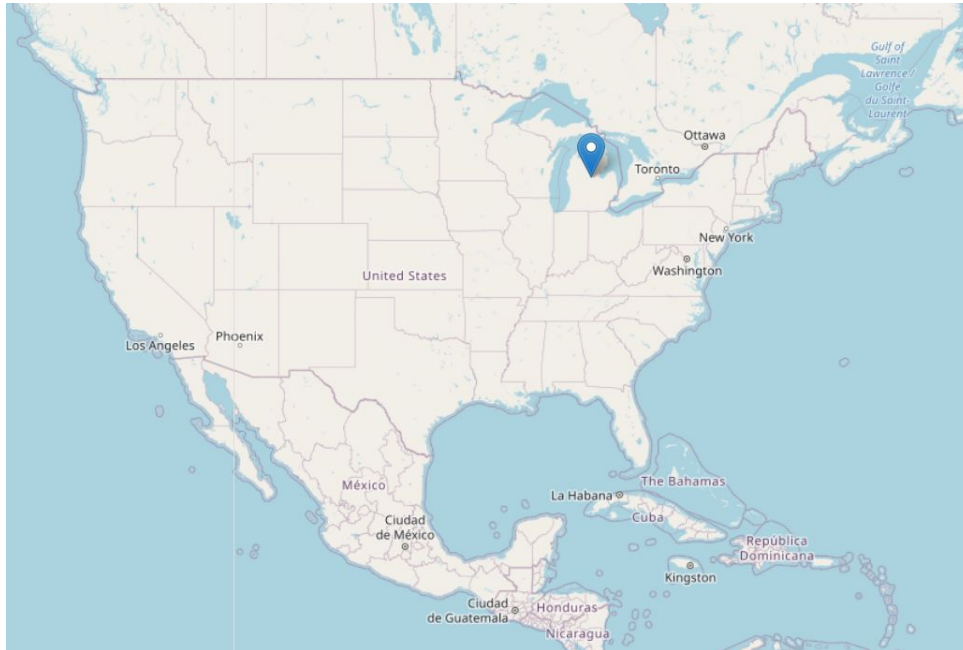 Gulf of
Saint
Lawrence /
Golfe
du Saint-
Laurent
Ottawa
Toronto
New York
Washington
United States
Los Angeles
Phoenix
México
Ciudad
de México
La Habana
The Bahamas
Cuba
República
Dominicana
Kingston
Ciudad
de Guatemala
Honduras
Nicaragua